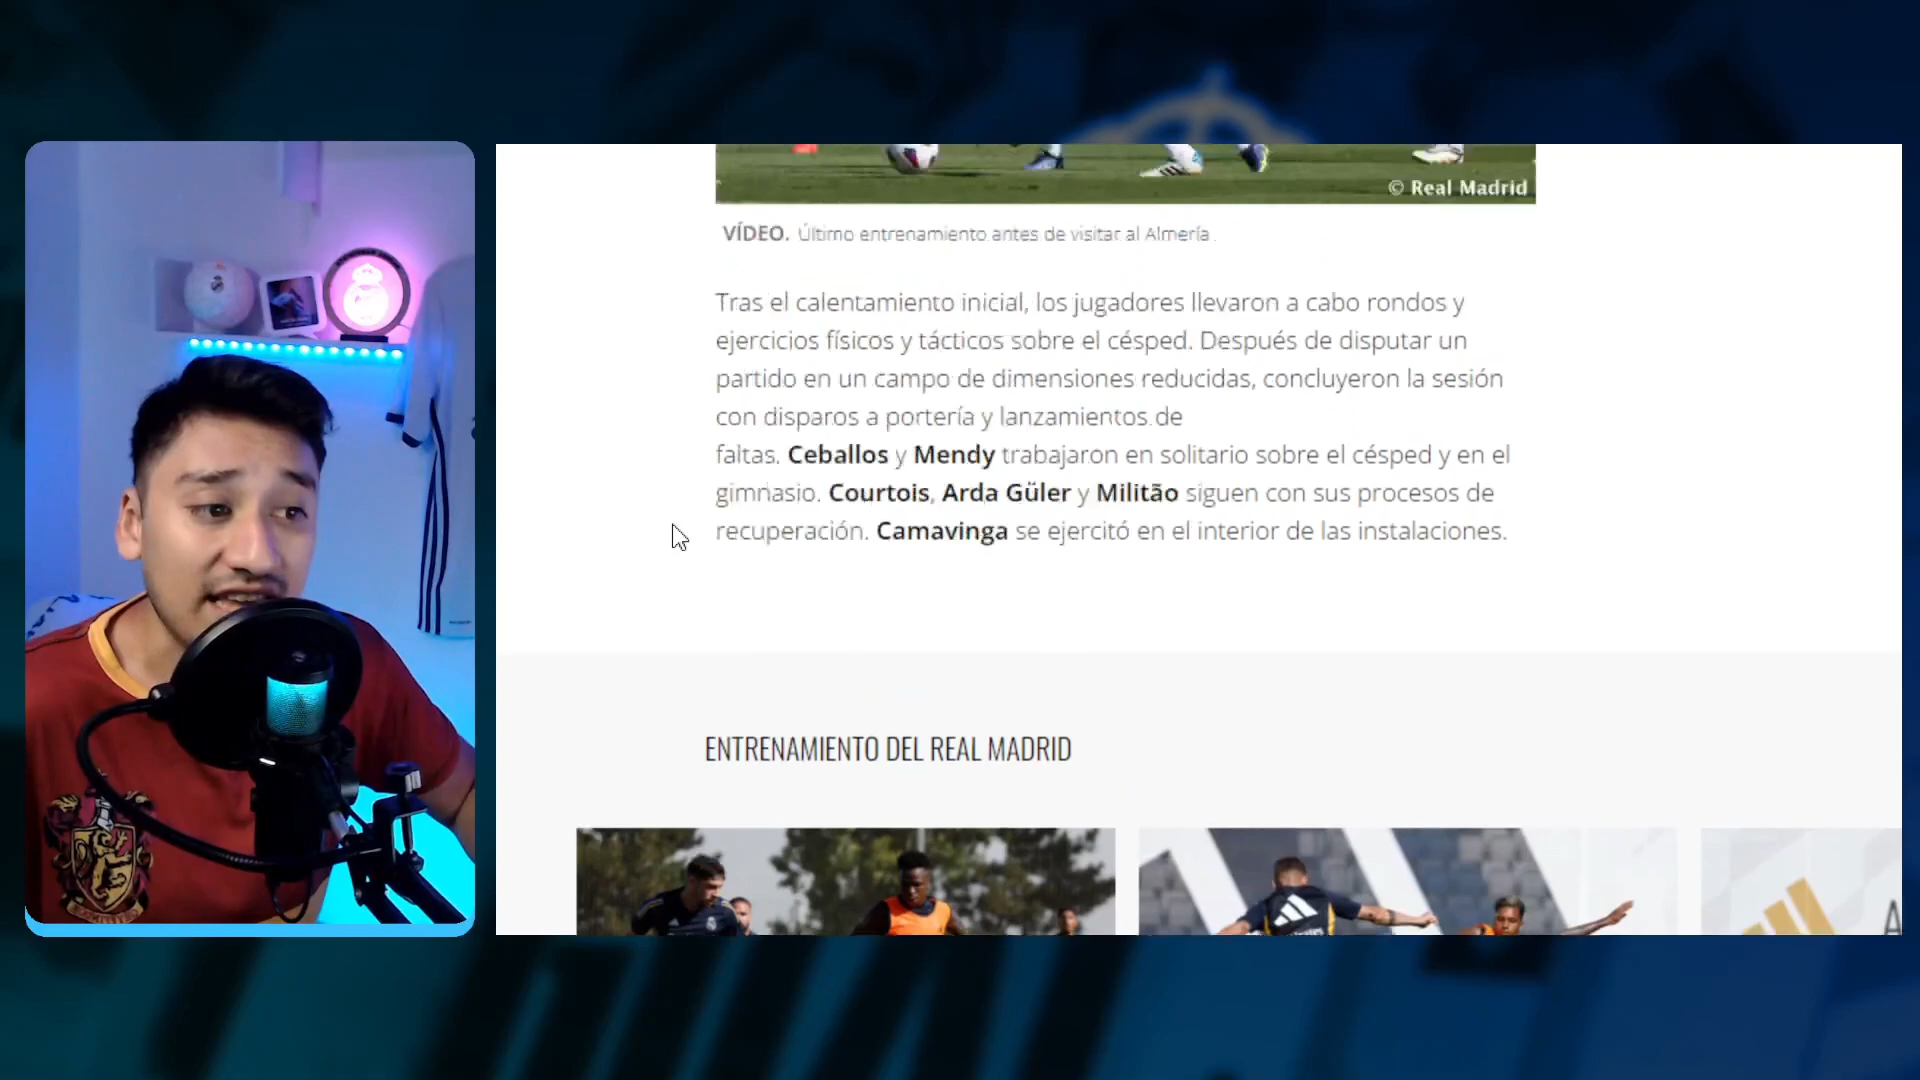 © Real Madrid
VÍDEO. Último entrenamiento antes de visitar al Almería.
Tras el calentamiento inicial, los jugadores llevaron a cabo rondos y
ejercicios físicos y tácticos sobre el césped. Después de disputar un
partido en un campo de dimensiones reducidas, concluyeron la sesión
con disparos a portería y lanzamientos de
faltas. Ceballos y Mendy trabajaron en solitario sobre el césped y en el
gimnasio. Courtois, Arda Güler y Militão siguen con sus procesos de
recuperación. Camavinga se ejercitó en el interior de las instalaciones.
ENTRENAMIENTO DEL REAL MADRID